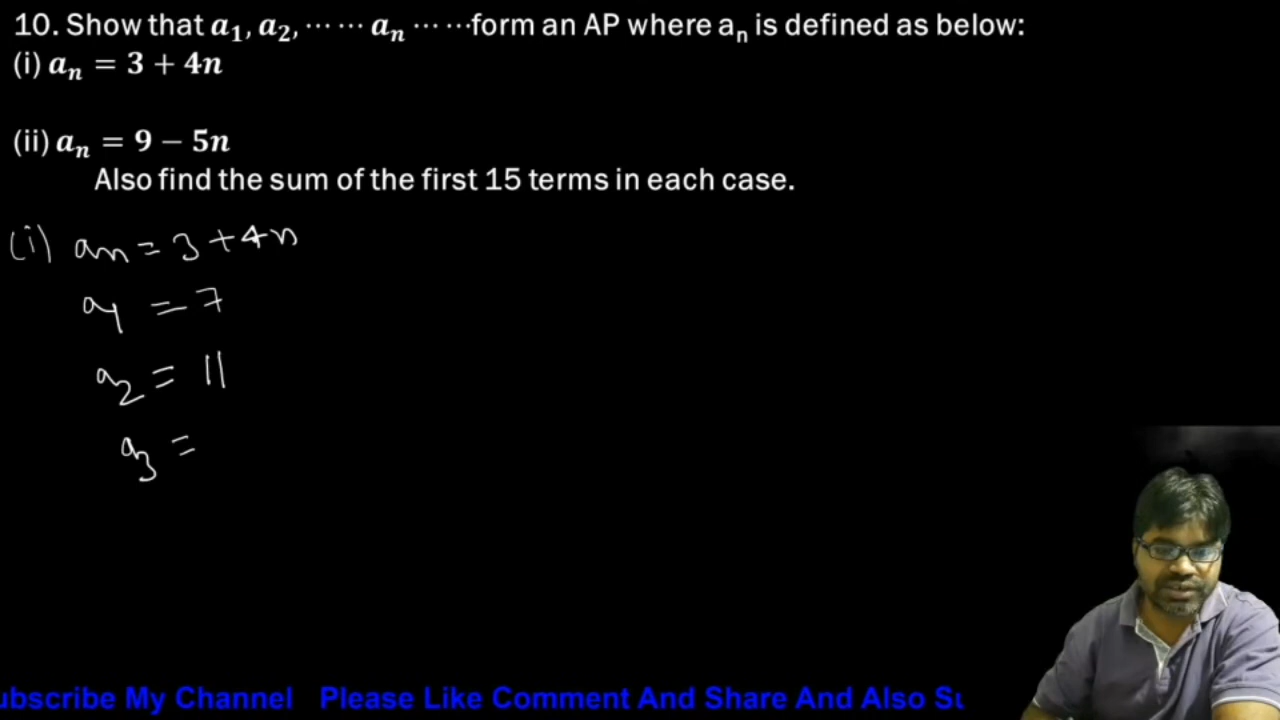 10. Show that a₁, a₂, ⋯⋯ aₙ ⋯⋯form an AP where aₙ is defined as below:
(i) aₙ = 3 + 4n
(ii) aₙ = 9 − 5n
Also find the sum of the first 15 terms in each case.
(i) an = 3 + 4n
a1 = 7
a2 = 11
a3 =
ubscribe My Channel Please Like Comment And Share And Also Su